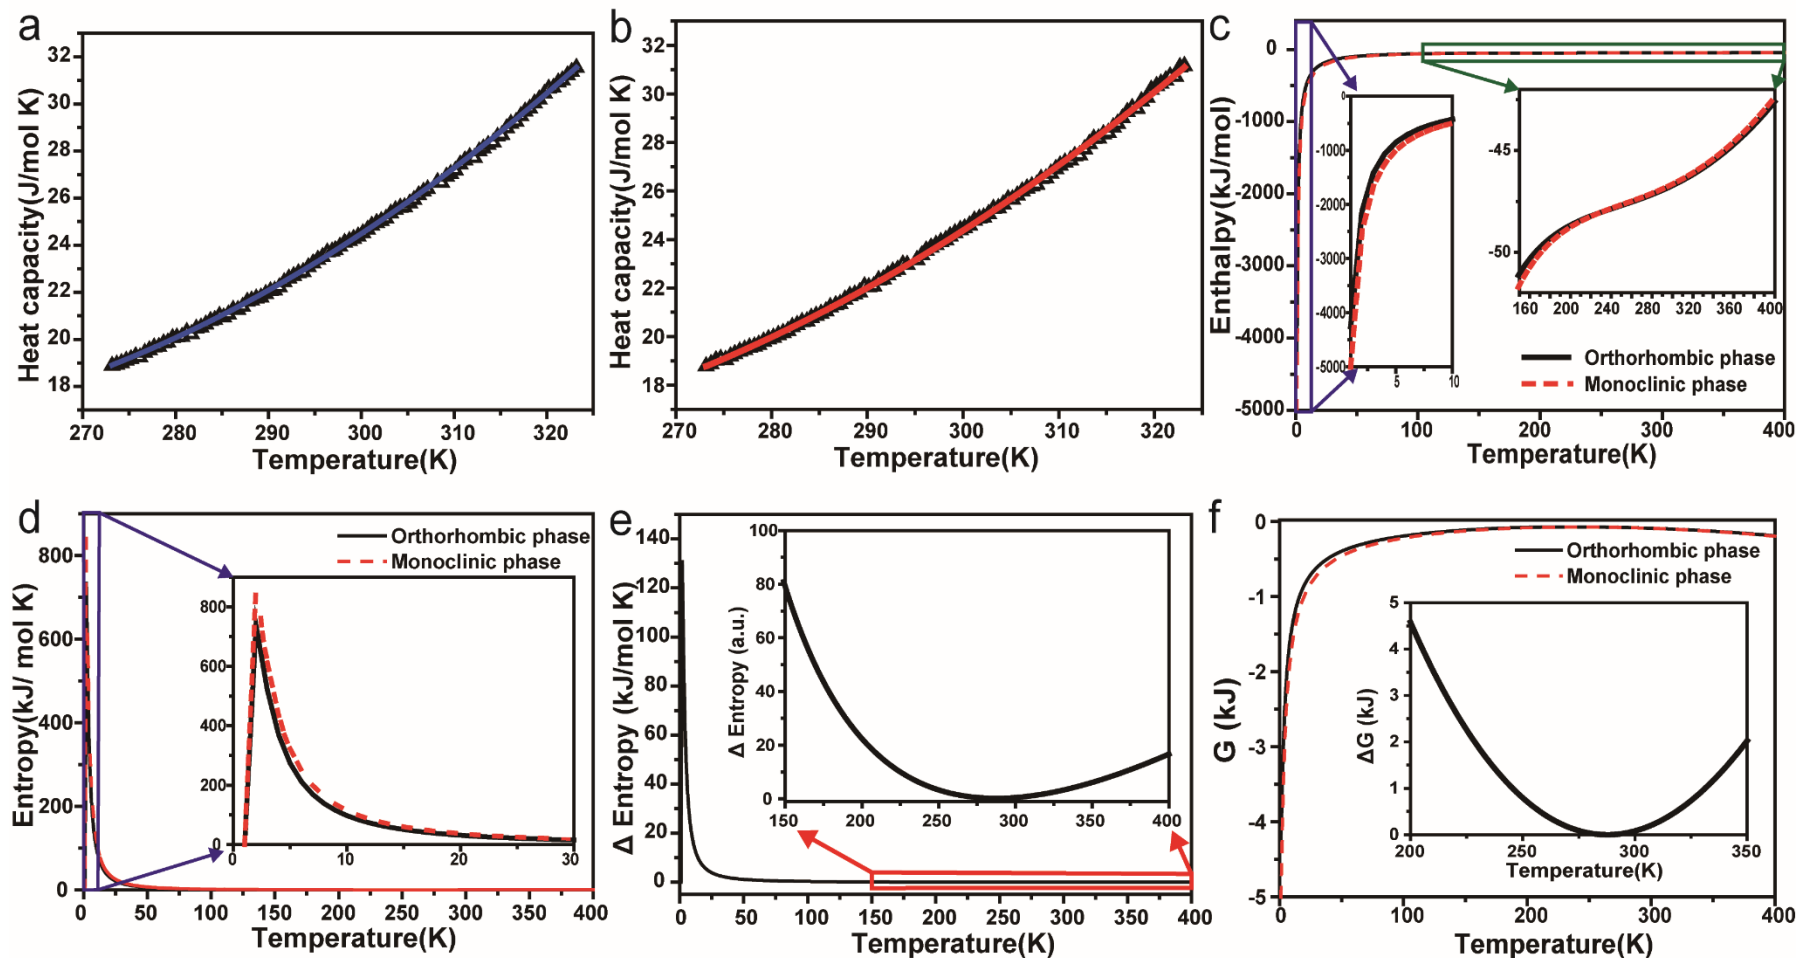 a
Heat capacity(J/mol K)
32
30
28
26
24
22
20
18
270 280 290 300 310 320
Temperature(K)
b
Heat capacity(J/mol K)
32
30
28
26
24
22
20
18
270 280 290 300 310 320
Temperature(K)
c
Enthalpy(kJ/mol)
0
-1000
-2000
-3000
-4000
-5000
0 100 200 300 400
Temperature(K)
0
-1000
-2000
-3000
-4000
-5000
5 10
-45
-50
160 200 240 280 320 400
Orthorhombic phase
Monoclinic phase
d
Entropy(kJ/ mol K)
800
600
400
200
0
0 50 100 150 200 250 300 350 400
Temperature(K)
Orthorhombic phase
Monoclinic phase
800
600
400
200
0
0 10 20 30
e
Δ Entropy (kJ/mol K)
140
120
100
80
60
40
20
0
0 50 100 150 200 250 300 350 400
Temperature(K)
Δ Entropy (a.u.)
100
80
60
40
20
0
150 200 250 300 350 400
f
G (kJ)
0
-1
-2
-3
-4
-5
0 100 200 300 400
Temperature(K)
Orthorhombic phase
Monoclinic phase
ΔG (kJ)
5
4
3
2
1
0
200 250 300 350
Temperature(K)